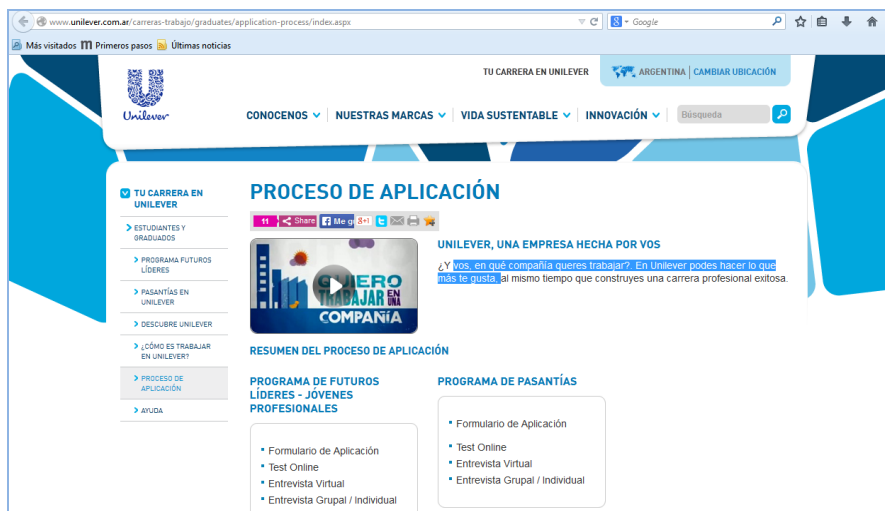 www.unilever.com.ar/carreras-trabajo/graduates/application-process/index.aspx
Google
Más visitados
Primeros pasos
Últimas noticias
TU CARRERA EN UNILEVER
ARGENTINA | CAMBIAR UBICACIÓN
Unilever
CONOCENOS
NUESTRAS MARCAS
VIDA SUSTENTABLE
INNOVACIÓN
Búsqueda
TU CARRERA EN
UNILEVER
ESTUDIANTES Y
GRADUADOS
PROGRAMA FUTUROS
LÍDERES
PASANTÍAS EN
UNILEVER
DESCUBRE UNILEVER
¿CÓMO ES TRABAJAR
EN UNILEVER?
PROCESO DE
APLICACIÓN
AYUDA
PROCESO DE APLICACIÓN
11
Share
Me g
+1
QUIERO
TRABAJAR EN UNA
COMPAÑÍA
UNILEVER, UNA EMPRESA HECHA POR VOS
¿Y vos, en qué compañía queres trabajar?. En Unilever podes hacer lo que
más te gusta, al mismo tiempo que construyes una carrera profesional exitosa.
RESUMEN DEL PROCESO DE APLICACIÓN
PROGRAMA DE FUTUROS
LÍDERES - JÓVENES
PROFESIONALES
Formulario de Aplicación
Test Online
Entrevista Virtual
Entrevista Grupal / Individual
PROGRAMA DE PASANTÍAS
Formulario de Aplicación
Test Online
Entrevista Virtual
Entrevista Grupal / Individual